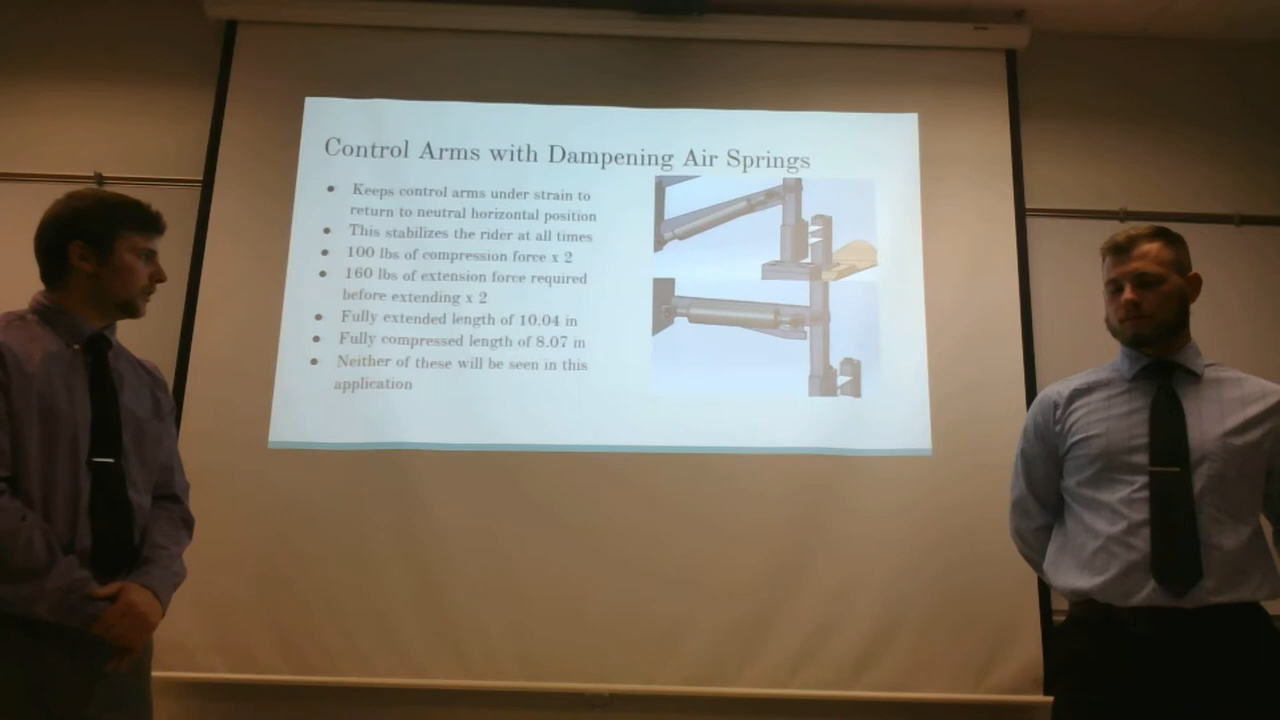 Control Arms with Dampening Air Springs
• Keeps control arms under strain to
return to neutral horizontal position
• This stabilizes the rider at all times
• 100 lbs of compression force x 2
• 160 lbs of extension force required
before extending x 2
• Fully extended length of 10.04 in
• Fully compressed length of 8.07 in
• Neither of these will be seen in this
application